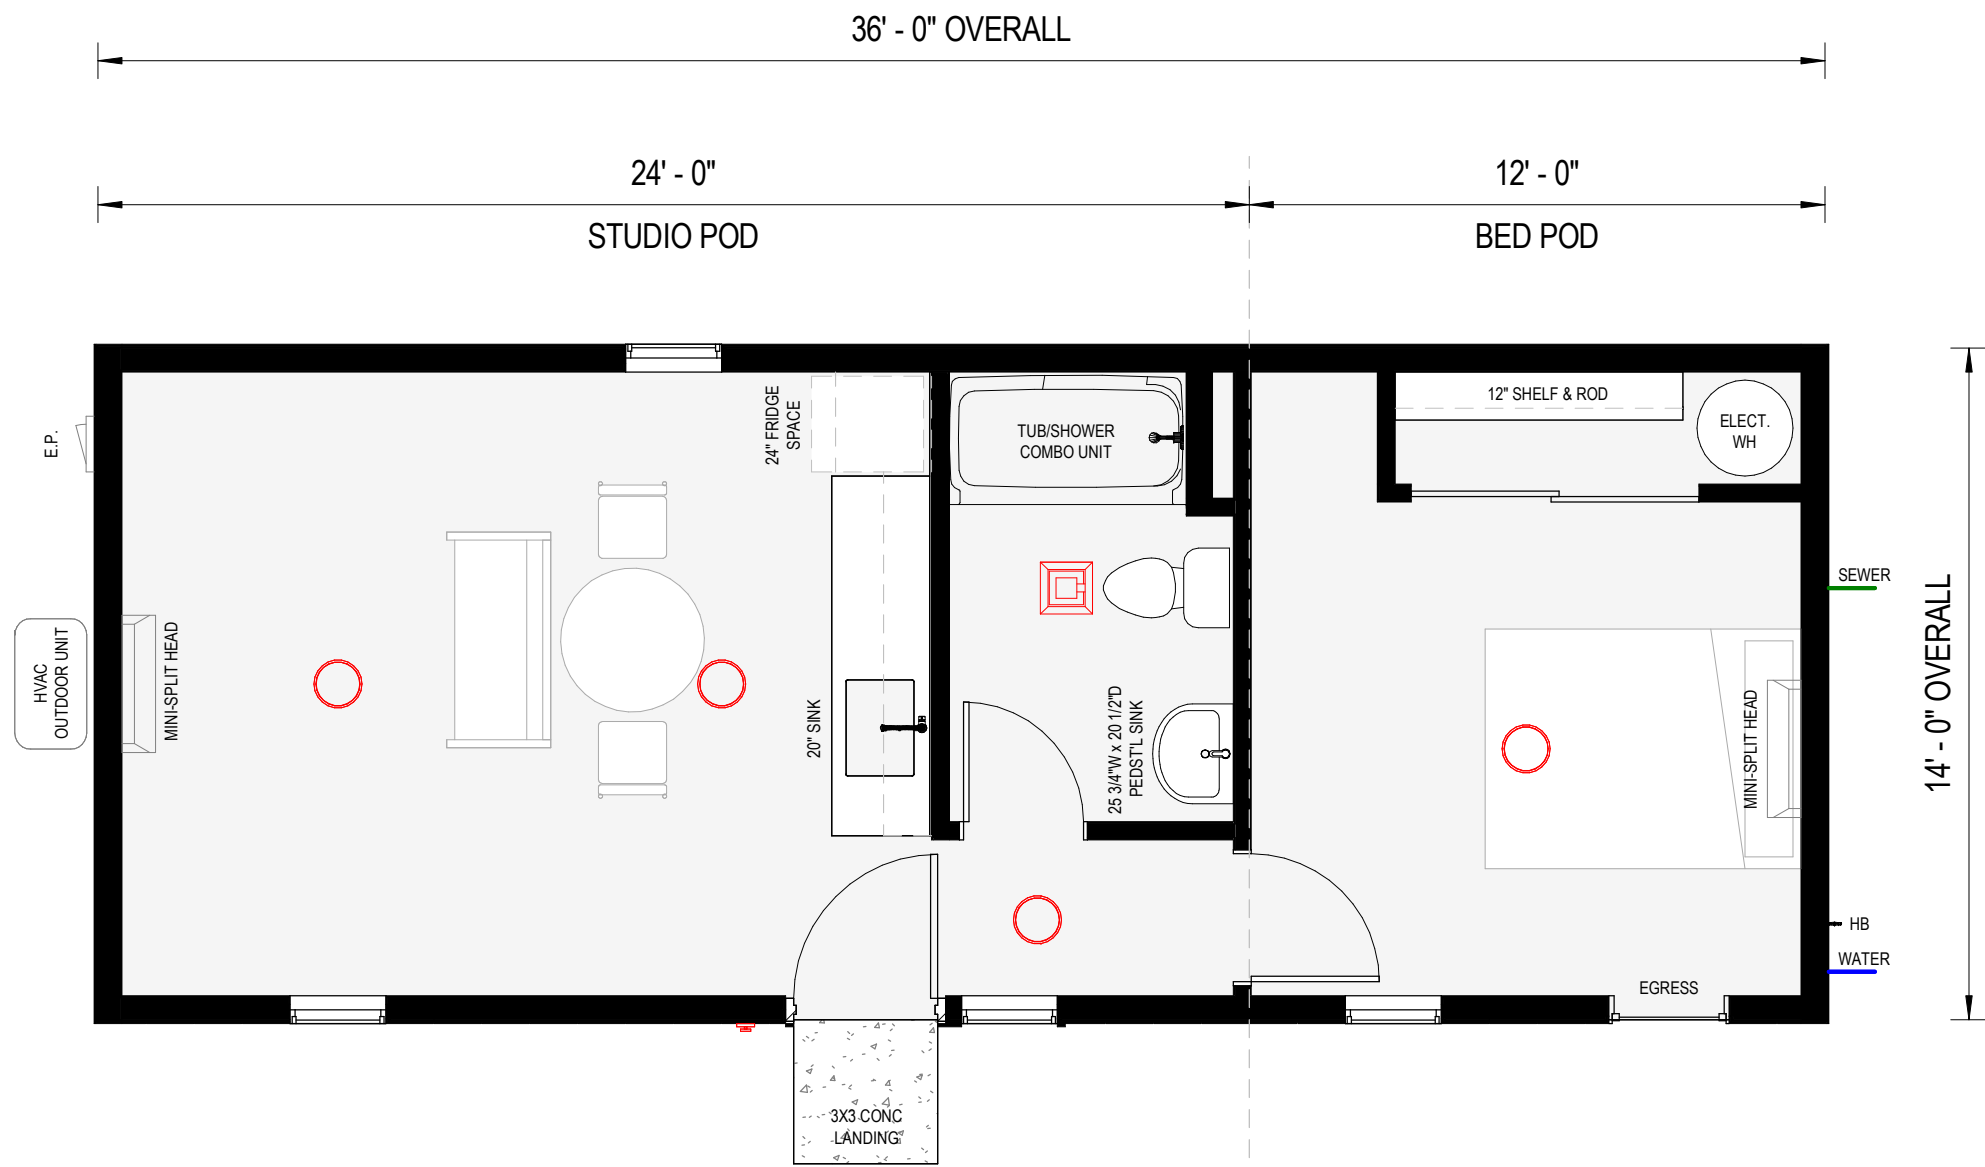 36' - 0" OVERALL
24' - 0"
12' - 0"
STUDIO POD
BED POD
24" FRIDGE
SPACE
TUB/SHOWER
COMBO UNIT
12" SHELF & ROD
ELECT.
WH
E.P.
HVAC
OUTDOOR UNIT
MINI-SPLIT HEAD
20" SINK
25 3/4"W x 20 1/2"D
PEDST'L SINK
MINI-SPLIT HEAD
SEWER
14' - 0" OVERALL
HB
WATER
EGRESS
3X3 CONC
LANDING